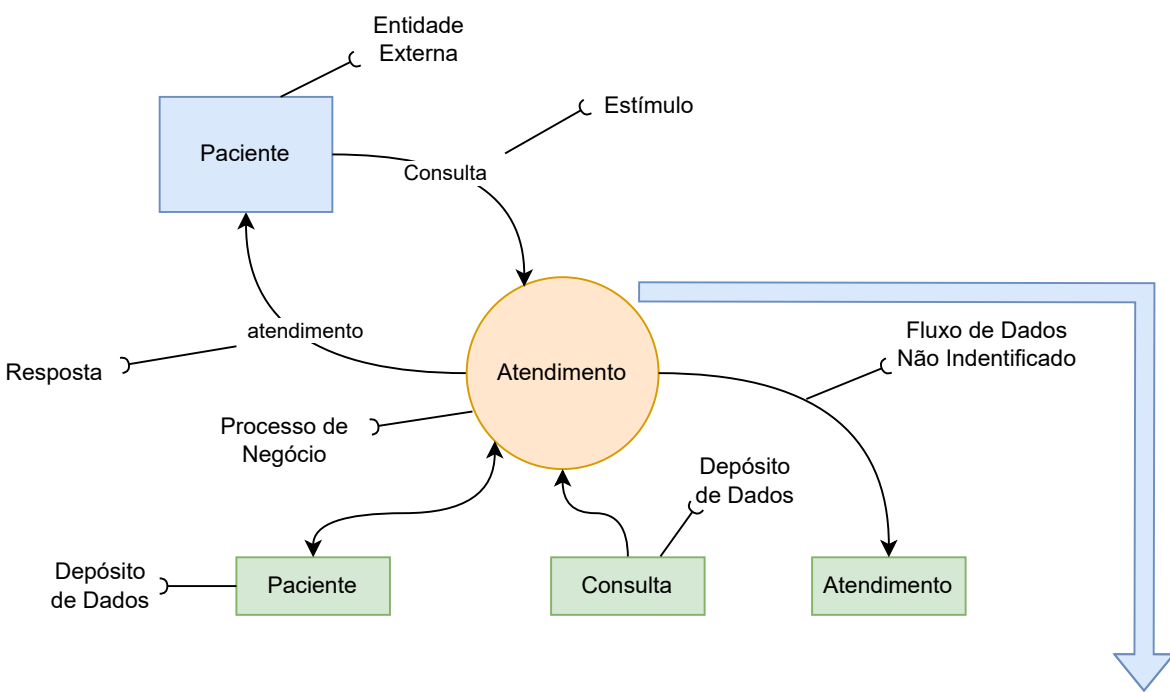 Entidade
Externa
Estímulo
Paciente
Consulta
atendimento
Resposta
Atendimento
Fluxo de Dados
Não Indentificado
Processo de
Negócio
Depósito
de Dados
Depósito
de Dados
Paciente
Consulta
Atendimento